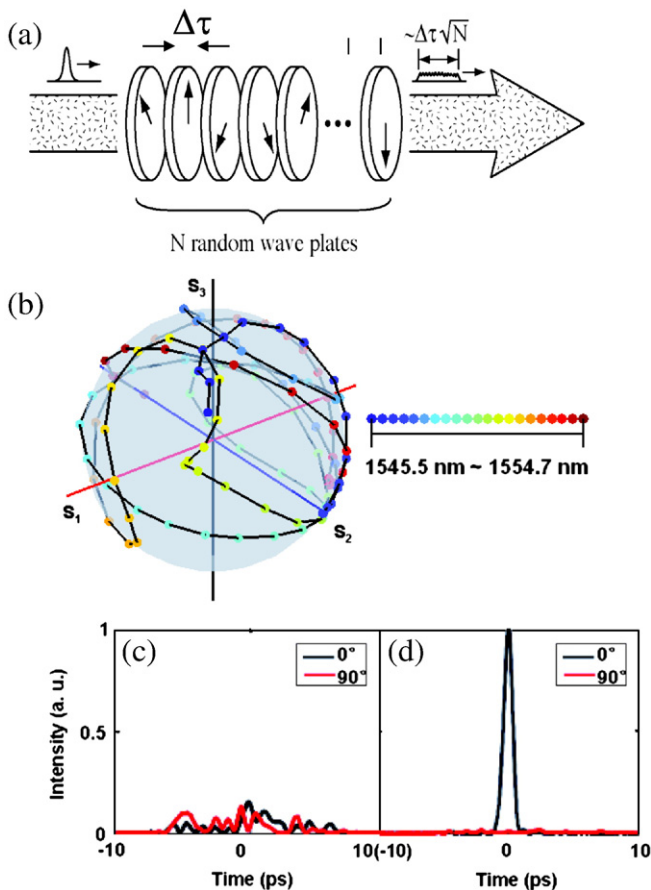 (a)
Δτ
~Δτ√N
N random wave plates
(b)
S3
S1
S2
1545.5 nm ~ 1554.7 nm
(c)
0°
90°
(d)
0°
90°
Intensity (a. u.)
1
0.5
0
-10 0 10(-10) 0 10
Time (ps) Time (ps)